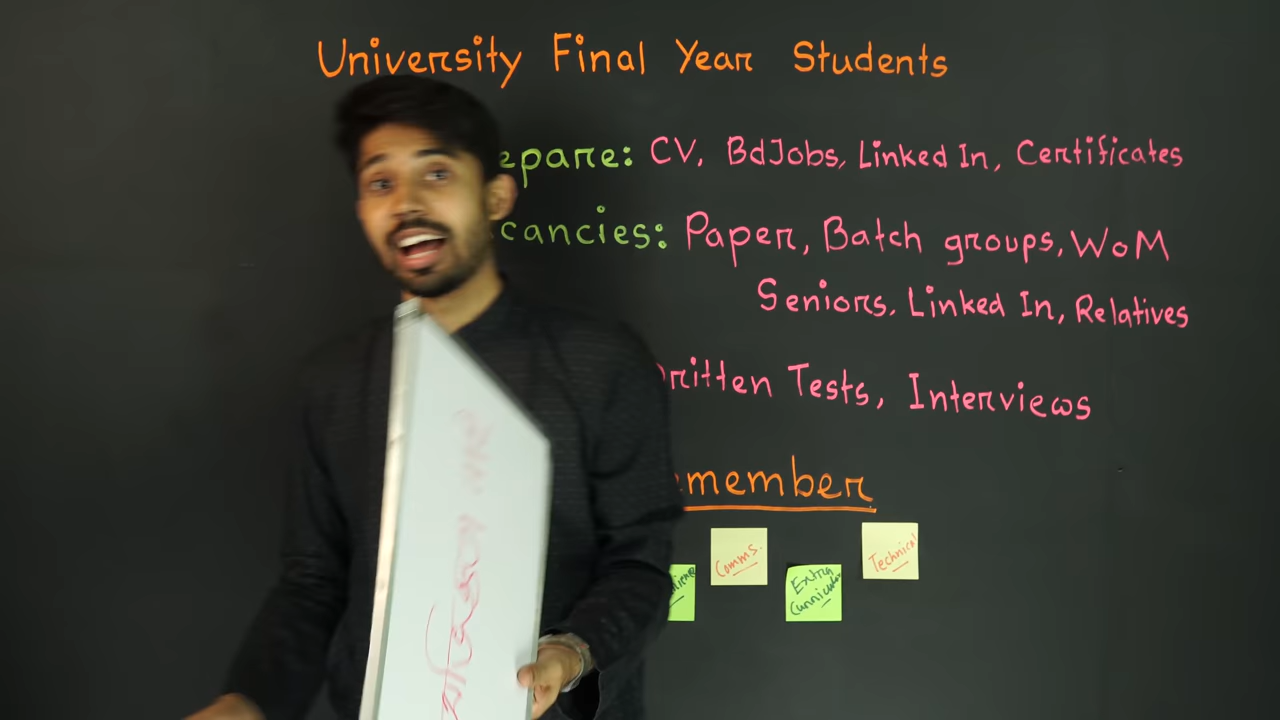 University Final Year Students
epare: CV, BdJobs, Linked In, Certificates
cancies: Paper, Batch groups, WoM
Seniors, Linked In, Relatives
ritten Tests, Interviews
member
Comms.
Extra Curricular
Technical